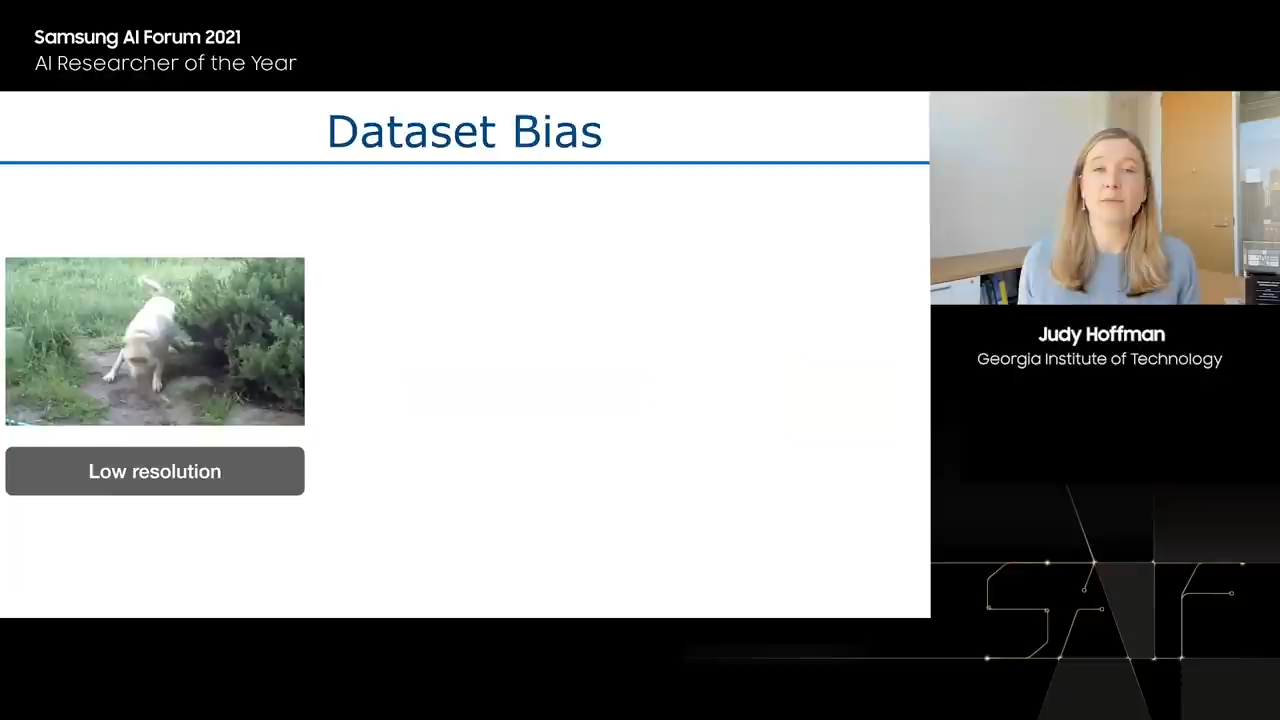 Samsung AI Forum 2021
AI Researcher of the Year
Dataset Bias
Low resolution
Judy Hoffman
Georgia Institute of Technology